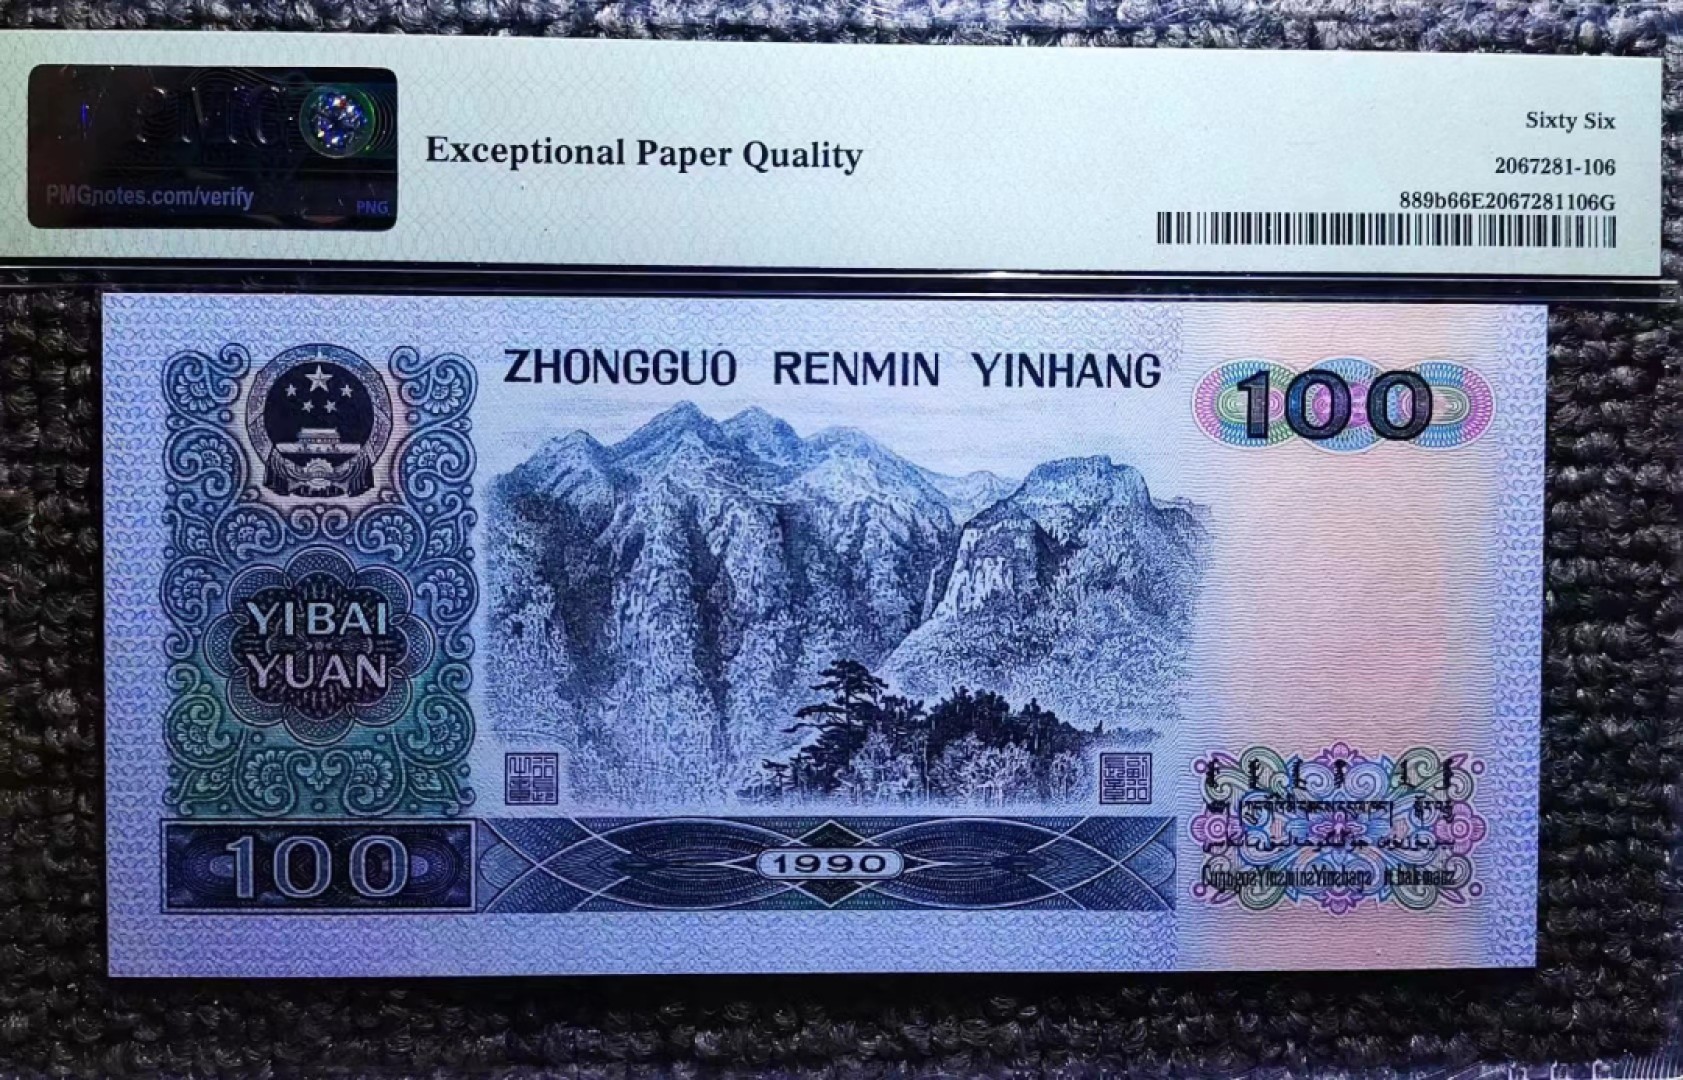 PMG
PMGnotes.com/verify
PNG
Exceptional Paper Quality
Sixty Six
2067281-106
889b66E2067281106G
ZHONGGUO RENMIN YINHANG
100
YIBAI
YUAN
100
1990